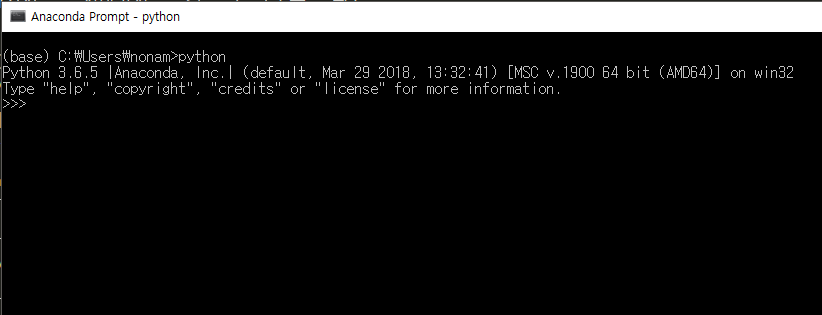 Anaconda Prompt - python
(base) C:₩Users₩nonam>python
Python 3.6.5 |Anaconda, Inc.| (default, Mar 29 2018, 13:32:41) [MSC v.1900 64 bit (AMD64)] on win32
Type "help", "copyright", "credits" or "license" for more information.
>>>